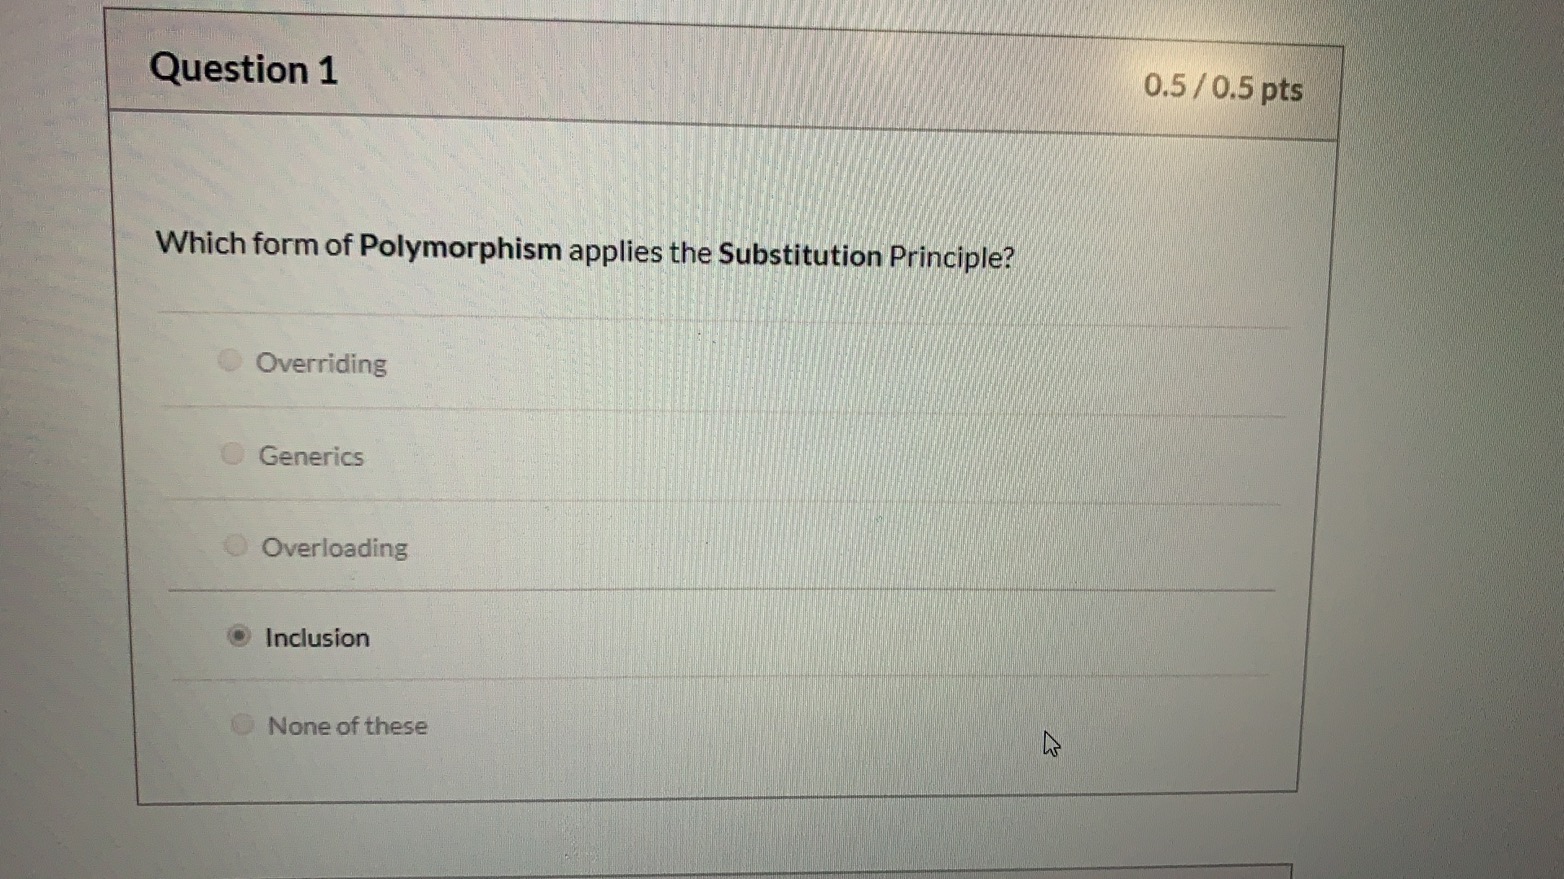 Question 1
0.5 / 0.5 pts
Which form of Polymorphism applies the Substitution Principle?
Overriding
Generics
Overloading
Inclusion
None of these